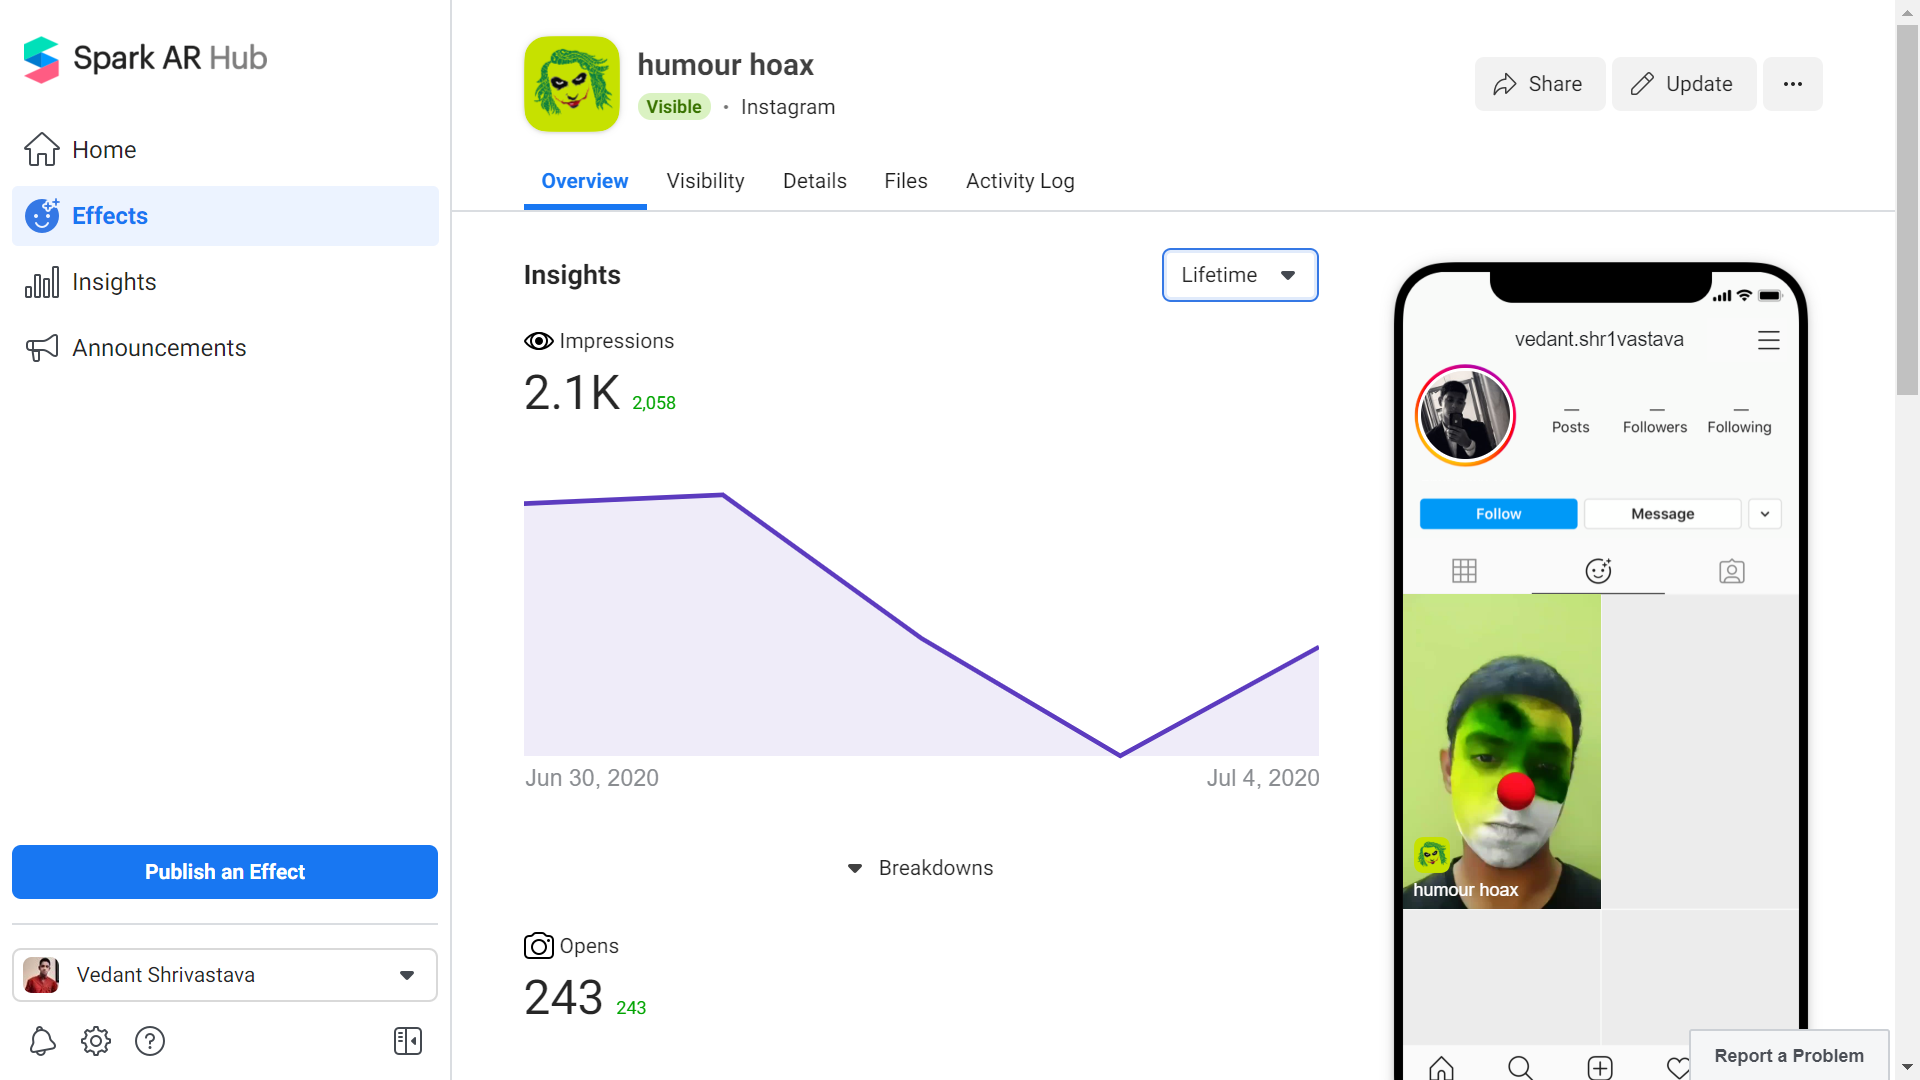 Spark AR Hub
Home
Effects
Insights
Announcements
Publish an Effect
Vedant Shrivastava
humour hoax
Visible • Instagram
Share
Update
Overview
Visibility
Details
Files
Activity Log
Insights
Lifetime
Impressions
2.1K 2,058
Jun 30, 2020
Jul 4, 2020
Breakdowns
Opens
243 243
vedant.shr1vastava
Posts
Followers
Following
Follow
Message
humour hoax
Report a Problem